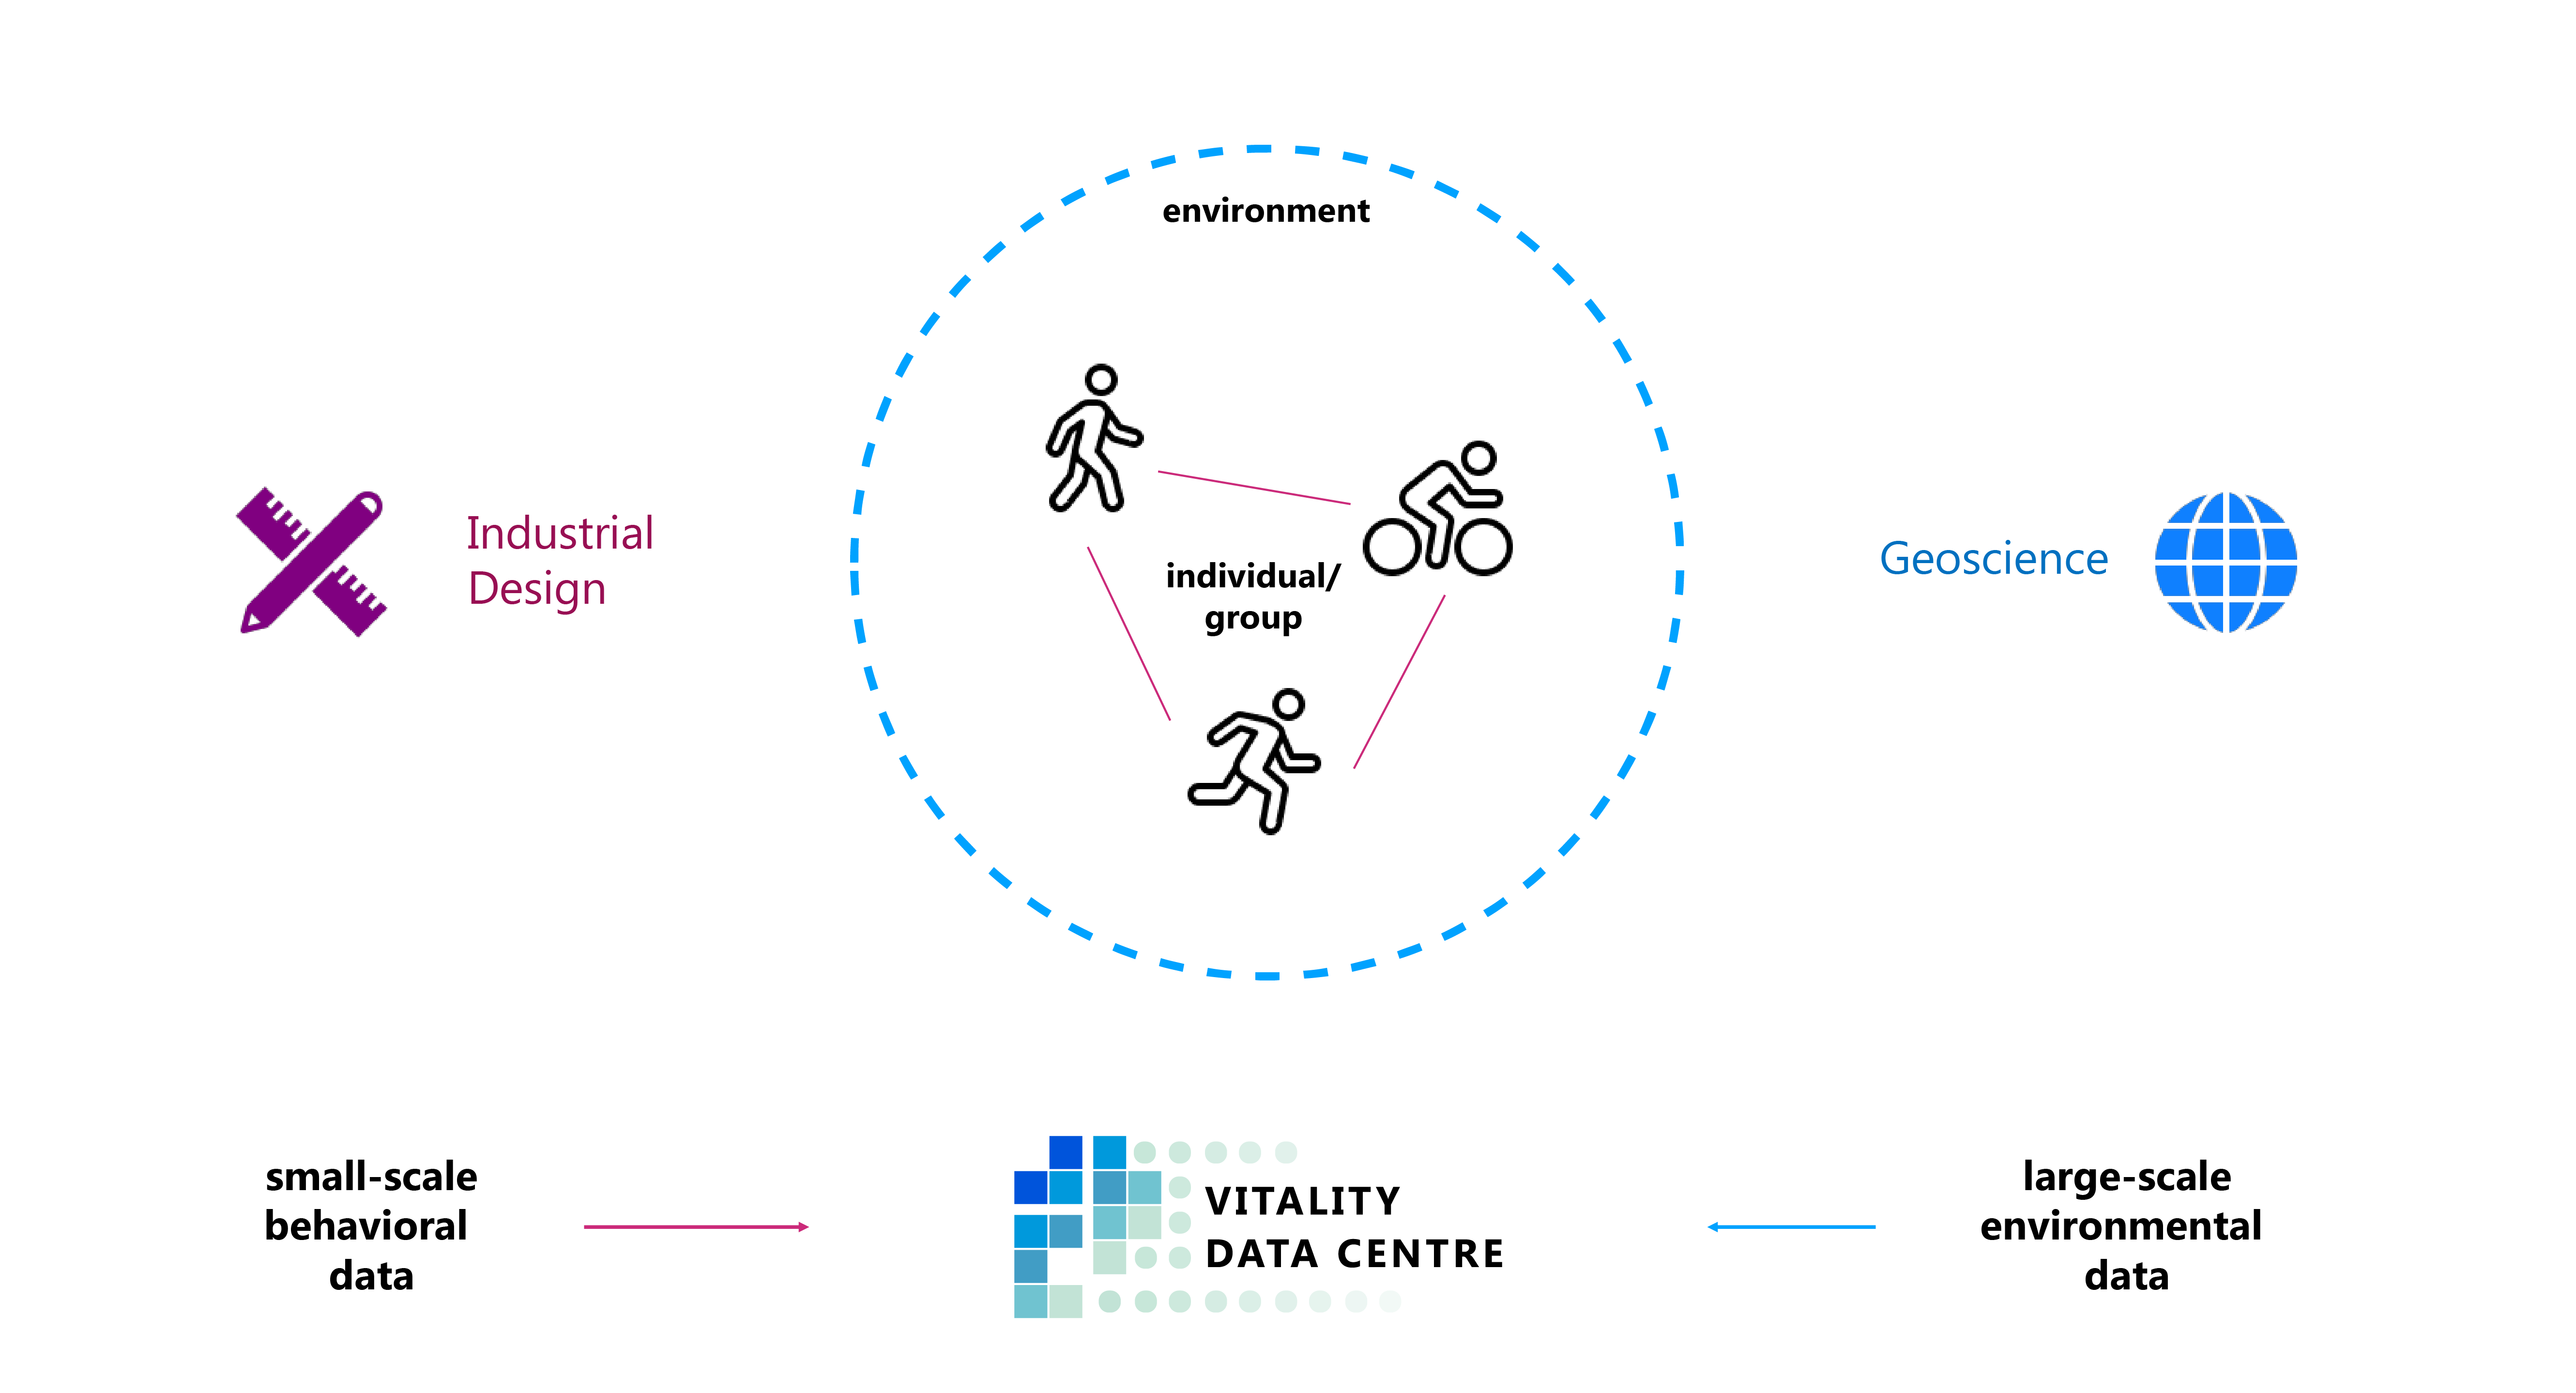 environment
Industrial
Design
individual/
group
Geoscience
small-scale
behavioral
data
VITALITY
DATA CENTRE
large-scale
environmental
data